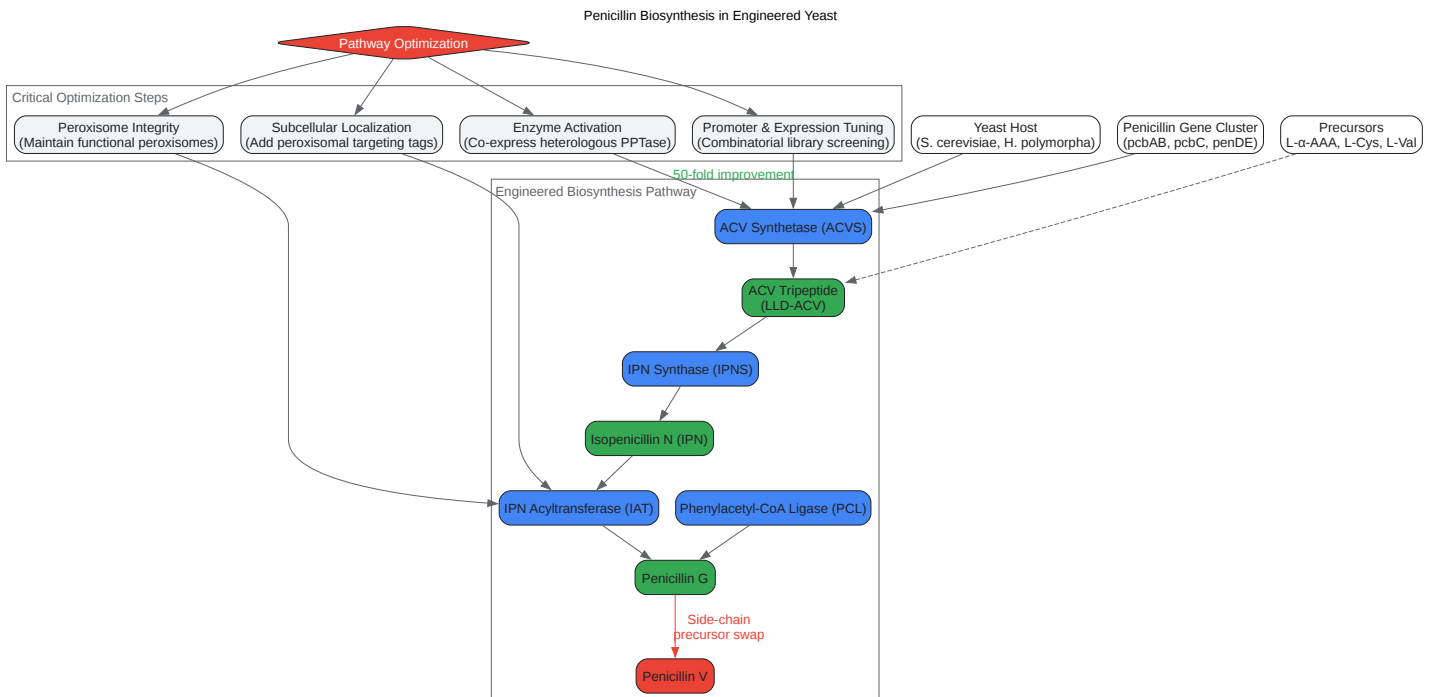 Penicillin Biosynthesis in Engineered Yeast
Pathway Optimization
Critical Optimization Steps
Peroxisome Integrity
(Maintain functional peroxisomes)
Subcellular Localization
(Add peroxisomal targeting tags)
Enzyme Activation
(Co-express heterologous PPTase)
Promoter & Expression Tuning
(Combinatorial library screening)
Yeast Host
(S. cerevisiae, H. polymorpha)
Penicillin Gene Cluster
(pcbAB, pcbC, penDE)
Precursors
L-α-AAA, L-Cys, L-Val
50-fold improvement
Engineered Biosynthesis Pathway
ACV Synthetase (ACVS)
ACV Tripeptide
(LLD-ACV)
IPN Synthase (IPNS)
Isopenicillin N (IPN)
IPN Acyltransferase (IAT)
Phenylacetyl-CoA Ligase (PCL)
Penicillin G
Side-chain
precursor swap
Penicillin V